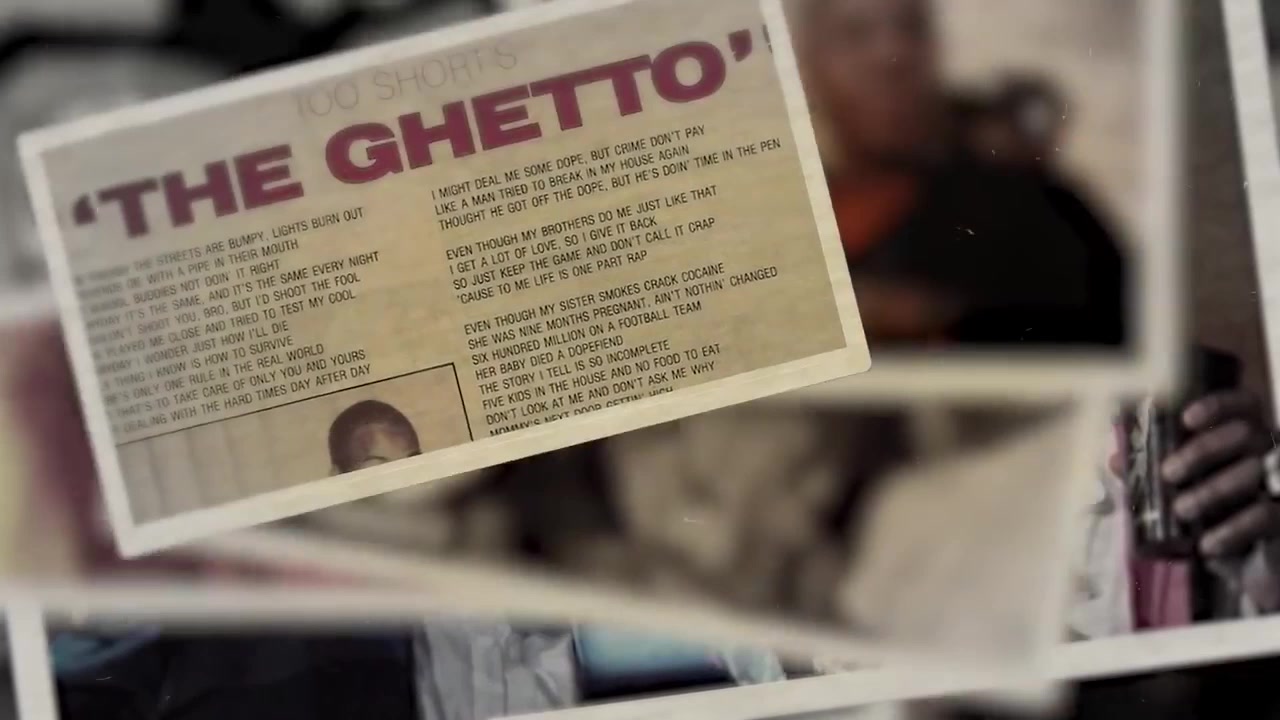 TOO SHORT'S
'THE GHETTO'
THOUGH THE STREETS ARE BUMPY, LIGHTS BURN OUT
DIE WITH A PIPE IN THEIR MOUTH
BUDDIES NOT DOIN' IT RIGHT
IT'S THE SAME, AND IT'S THE SAME EVERY NIGHT
SHOOT YOU, BRO, BUT I'D SHOOT THE FOOL
PLAYED ME CLOSE AND TRIED TO TEST MY COOL
I WONDER JUST HOW I'LL DIE
THING I KNOW IS HOW TO SURVIVE
ONLY ONE RULE IN THE REAL WORLD
THAT'S TO TAKE CARE OF ONLY YOU AND YOURS
DEALING WITH THE HARD TIMES DAY AFTER DAY
I MIGHT DEAL ME SOME DOPE, BUT CRIME DON'T PAY
LIKE A MAN TRIED TO BREAK IN MY HOUSE AGAIN
THOUGHT HE GOT OFF THE DOPE, BUT HE'S DOIN' TIME IN THE PEN
EVEN THOUGH MY BROTHERS DO ME JUST LIKE THAT
I GET A LOT OF LOVE, SO I GIVE IT BACK
SO JUST KEEP THE GAME AND DON'T CALL IT CRAP
'CAUSE TO ME LIFE IS ONE PART RAP
EVEN THOUGH MY SISTER SMOKES CRACK COCAINE
SHE WAS NINE MONTHS PREGNANT, AIN'T NOTHIN' CHANGED
SIX HUNDRED MILLION ON A FOOTBALL TEAM
HER BABY DIED A DOPEFIEND
THE STORY I TELL IS SO INCOMPLETE
FIVE KIDS IN THE HOUSE AND NO FOOD TO EAT
DON'T LOOK AT ME AND DON'T ASK ME WHY
MOMMY'S NEXT DOOR GETTIN' HIGH